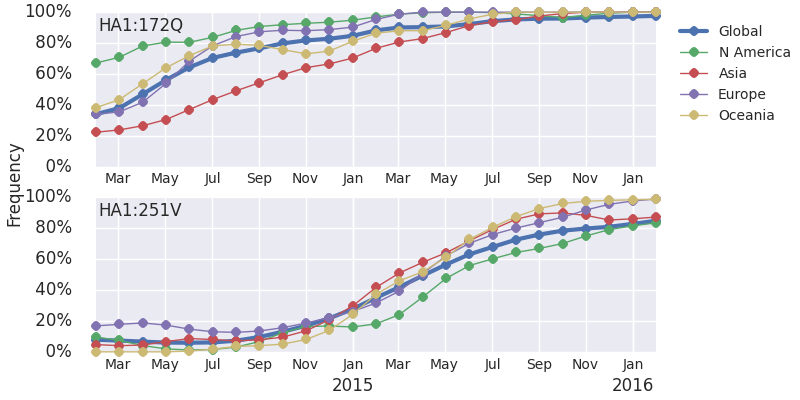 100%
HA1:172Q
80%
60%
40%
20%
0%
Mar May Jul Sep Nov Jan Mar May Jul Sep Nov Jan
Global
N America
Asia
Europe
Oceania
Frequency
100%
HA1:251V
80%
60%
40%
20%
0%
Mar May Jul Sep Nov Jan Mar May Jul Sep Nov Jan
2015 2016